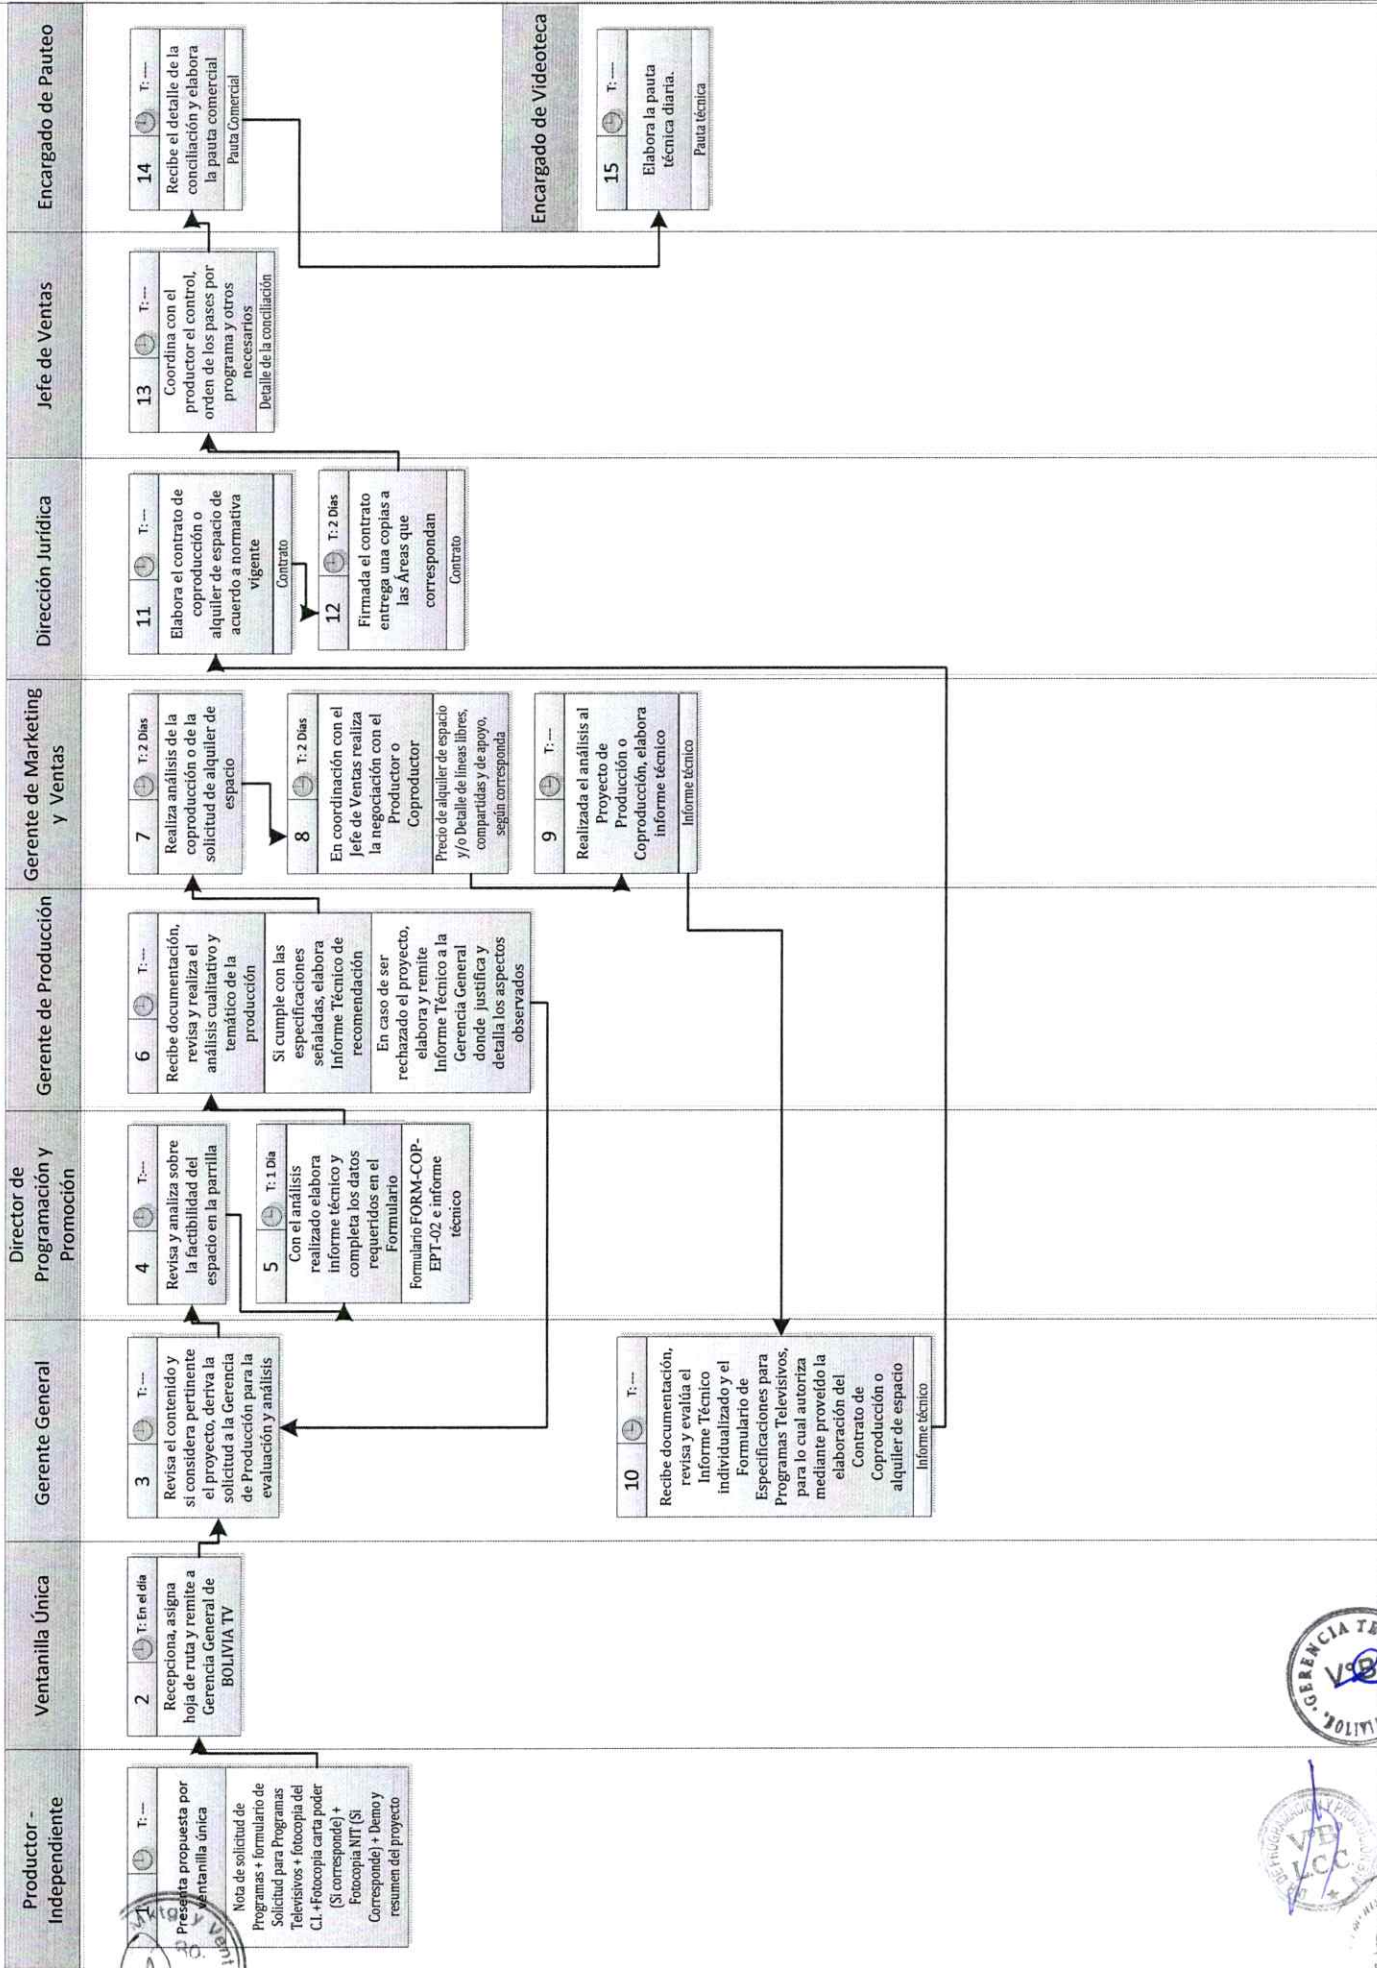 Productor -
Independiente
Ventanilla Única
Gerente General
Director de
Programación y
Promoción
Gerente de Producción
Gerente de Marketing
y Ventas
Dirección Jurídica
Jefe de Ventas
Encargado de Pauteo
T: ---
Presenta propuesta por
ventanilla única
Nota de solicitud de
Programas + formulario de
Solicitud para Programas
Televisivos + fotocopia del
C.I. +Fotocopia carta poder
(Si corresponde) +
Fotocopia NIT (Si
Corresponde) + Demo y
resumen del proyecto
2 T: En el día
Recepciona, asigna
hoja de ruta y remite a
Gerencia General de
BOLIVIA TV
3 T: ---
Revisa el contenido y
si considera pertinente
el proyecto, deriva la
solicitud a la Gerencia
de Producción para la
evaluación y análisis
4 T:---
Revisa y analiza sobre
la factibilidad del
espacio en la parrilla
5 T: 1 Día
Con el análisis
realizado elabora
informe técnico y
completa los datos
requeridos en el
Formulario
Formulario FORM-COP-
EPT-02 e informe
técnico
6 T: ---
Recibe documentación,
revisa y realiza el
análisis cualitativo y
temático de la
producción
Si cumple con las
especificaciones
señaladas, elabora
Informe Técnico de
recomendación
En caso de ser
rechazado el proyecto,
elabora y remite
Informe Técnico a la
Gerencia General
donde justifica y
detalla los aspectos
observados
7 T: 2 Días
Realiza análisis de la
coproducción o de la
solicitud de alquiler de
espacio
8 T: 2 Días
En coordinación con el
Jefe de Ventas realiza
la negociación con el
Productor o
Coproductor
Precio de alquiler de espacio
y/o Detalle de líneas libres,
compartidas y de apoyo,
según corresponda
9 T: ---
Realizada el análisis al
Proyecto de
Producción o
Coproducción, elabora
informe técnico
Informe técnico
10 T: ---
Recibe documentación,
revisa y evalúa el
Informe Técnico
individualizado y el
Formulario de
Especificaciones para
Programas Televisivos,
para lo cual autoriza
mediante proveído la
elaboración del
Contrato de
Coproducción o
alquiler de espacio
Informe técnico
11 T: ---
Elabora el contrato de
coproducción o
alquiler de espacio de
acuerdo a normativa
vigente
Contrato
12 T: 2 Días
Firmada el contrato
entrega una copias a
las Áreas que
correspondan
Contrato
13 T: ---
Coordina con el
productor el control,
orden de los pases por
programa y otros
necesarios
Detalle de la conciliación
14 T: ----
Recibe el detalle de la
conciliación y elabora
la pauta comercial
Pauta Comercial
Encargado de Videoteca
15 T: ----
Elabora la pauta
técnica diaria.
Pauta técnica
GERENCIA
V°B°
V°B°
L.C.C